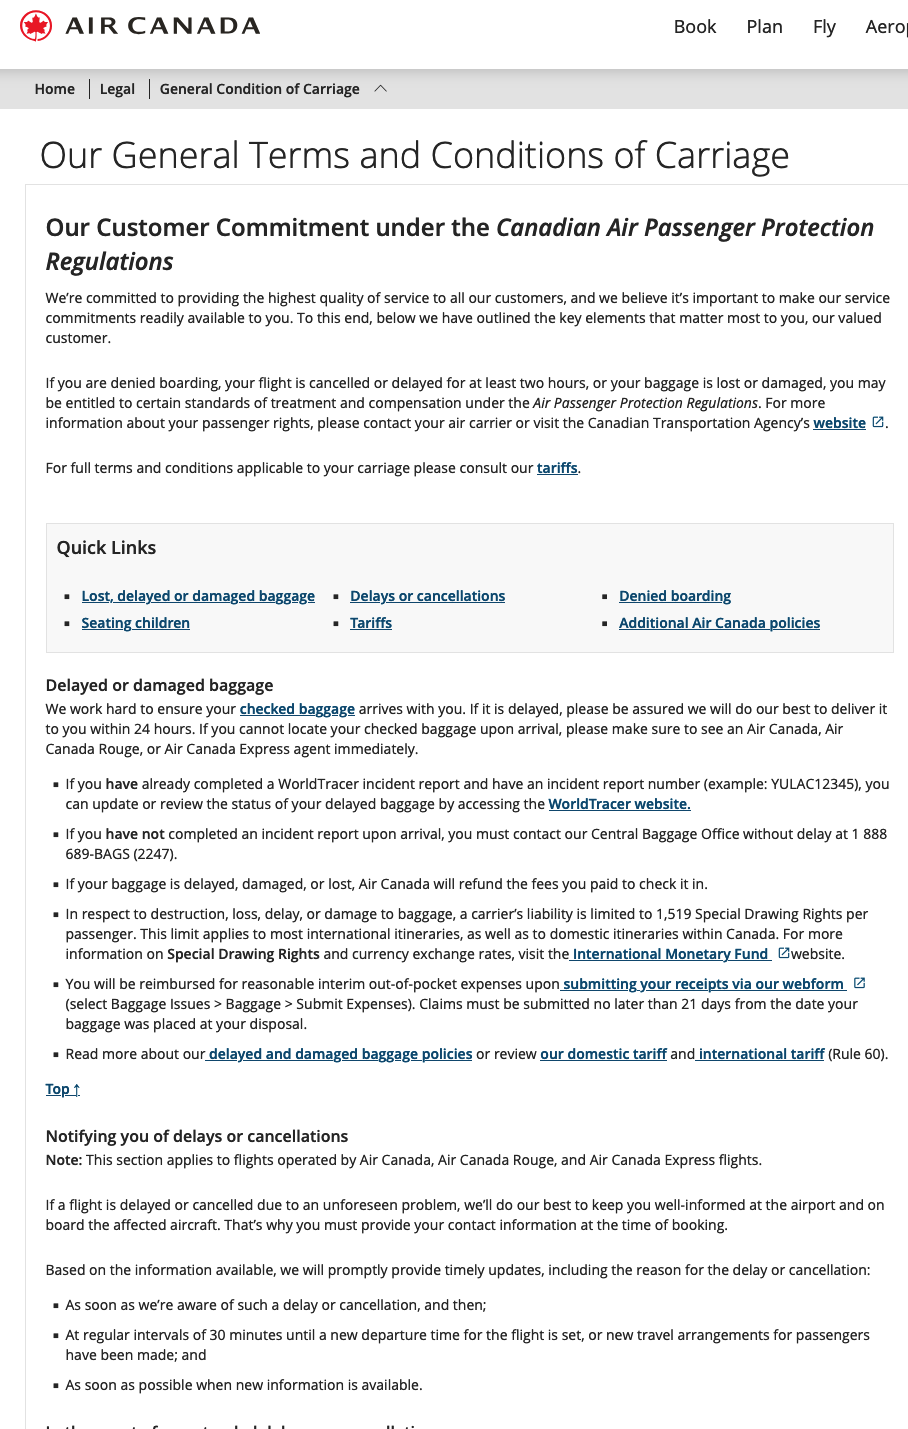 AIR CANADA
Book Plan Fly
Home Legal General Condition of Carriage
Our General Terms and Conditions of Carriage
Our Customer Commitment under the Canadian Air Passenger Protection
Regulations
We’re committed to providing the highest quality of service to all our customers, and we believe it’s important to make our service
commitments readily available to you. To this end, below we have outlined the key elements that matter most to you, our valued
customer.
If you are denied boarding, your flight is cancelled or delayed for at least two hours, or your baggage is lost or damaged, you may
be entitled to certain standards of treatment and compensation under the Air Passenger Protection Regulations. For more
information about your passenger rights, please contact your air carrier or visit the Canadian Transportation Agency’s website.
For full terms and conditions applicable to your carriage please consult our tariffs.
Quick Links
▪ Lost, delayed or damaged baggage ▪ Delays or cancellations ▪ Denied boarding
▪ Seating children ▪ Tariffs ▪ Additional Air Canada policies
Delayed or damaged baggage
We work hard to ensure your checked baggage arrives with you. If it is delayed, please be assured we will do our best to deliver it
to you within 24 hours. If you cannot locate your checked baggage upon arrival, please make sure to see an Air Canada, Air
Canada Rouge, or Air Canada Express agent immediately.
▪ If you have already completed a WorldTracer incident report and have an incident report number (example: YULAC12345), you
can update or review the status of your delayed baggage by accessing the WorldTracer website.
▪ If you have not completed an incident report upon arrival, you must contact our Central Baggage Office without delay at 1 888
689-BAGS (2247).
▪ If your baggage is delayed, damaged, or lost, Air Canada will refund the fees you paid to check it in.
▪ In respect to destruction, loss, delay, or damage to baggage, a carrier’s liability is limited to 1,519 Special Drawing Rights per
passenger. This limit applies to most international itineraries, as well as to domestic itineraries within Canada. For more
information on Special Drawing Rights and currency exchange rates, visit the International Monetary Fund website.
▪ You will be reimbursed for reasonable interim out-of-pocket expenses upon submitting your receipts via our webform
(select Baggage Issues > Baggage > Submit Expenses). Claims must be submitted no later than 21 days from the date your
baggage was placed at your disposal.
▪ Read more about our delayed and damaged baggage policies or review our domestic tariff and international tariff (Rule 60).
Top ↑
Notifying you of delays or cancellations
Note: This section applies to flights operated by Air Canada, Air Canada Rouge, and Air Canada Express flights.
If a flight is delayed or cancelled due to an unforeseen problem, we’ll do our best to keep you well-informed at the airport and on
board the affected aircraft. That’s why you must provide your contact information at the time of booking.
Based on the information available, we will promptly provide timely updates, including the reason for the delay or cancellation:
▪ As soon as we’re aware of such a delay or cancellation, and then;
▪ At regular intervals of 30 minutes until a new departure time for the flight is set, or new travel arrangements for passengers
have been made; and
▪ As soon as possible when new information is available.